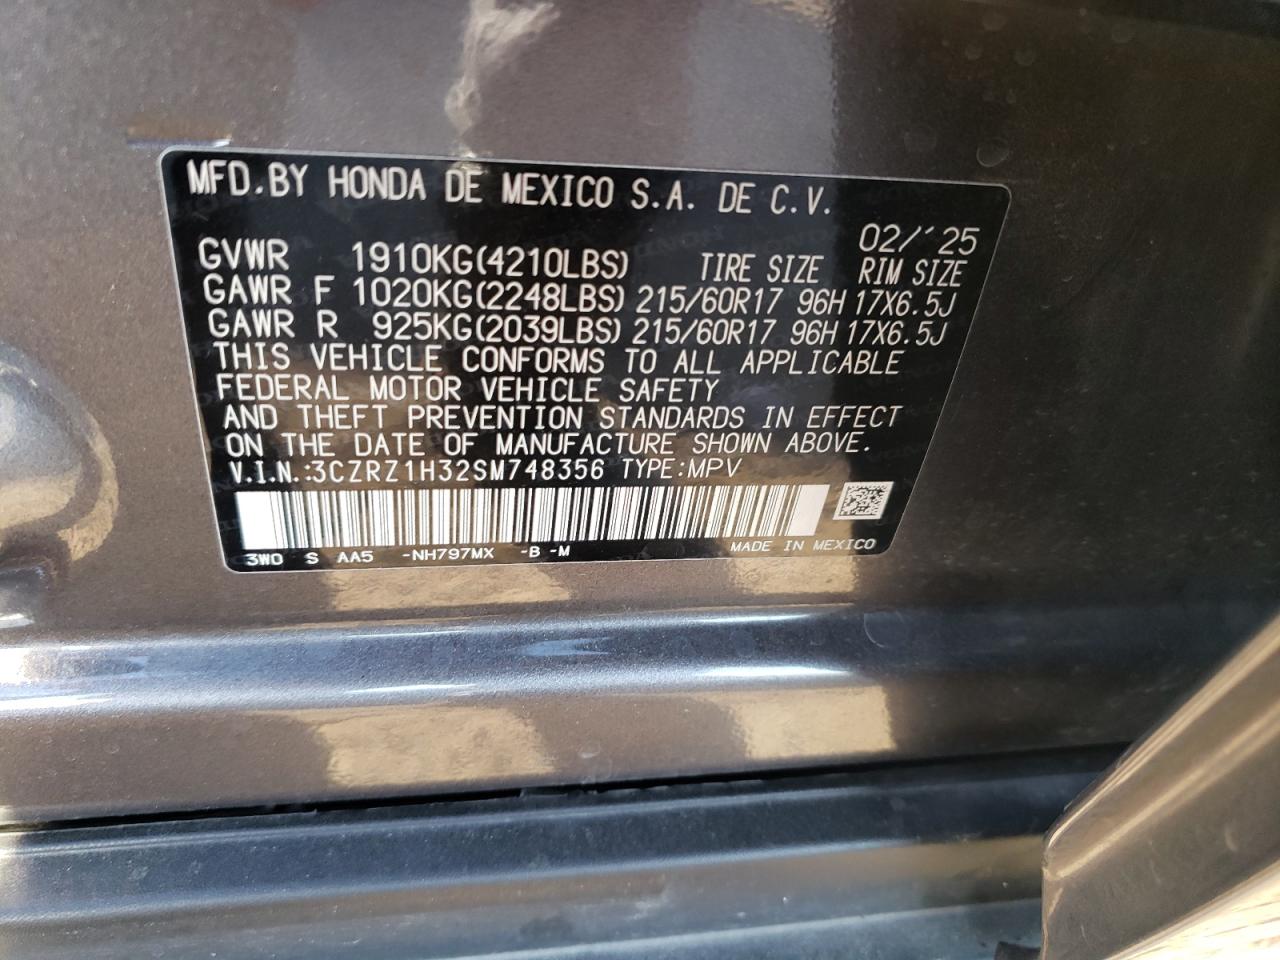 MFD.BY HONDA DE MEXICO S.A. DE C.V.
02/'25
GVWR 1910KG(4210LBS) TIRE SIZE RIM SIZE
GAWR F 1020KG(2248LBS) 215/60R17 96H 17X6.5J
GAWR R 925KG(2039LBS) 215/60R17 96H 17X6.5J
THIS VEHICLE CONFORMS TO ALL APPLICABLE
FEDERAL MOTOR VEHICLE SAFETY
AND THEFT PREVENTION STANDARDS IN EFFECT
ON THE DATE OF MANUFACTURE SHOWN ABOVE.
V.I.N.:3CZRZ1H32SM748356 TYPE:MPV
3W0 S AA5 -NH797MX -B -M MADE IN MEXICO